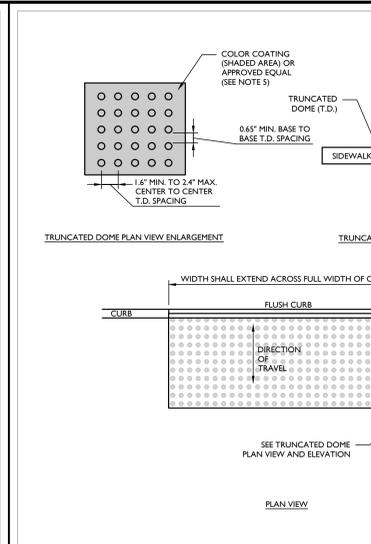 COLOR COATING
(SHADED AREA) OR
APPROVED EQUAL
(SEE NOTE 5)
TRUNCATED
DOME (T.D.)
0.65" MIN. BASE TO
BASE T.D. SPACING
SIDEWALK
1.6" MIN. TO 2.4" MAX.
CENTER TO CENTER
T.D. SPACING
TRUNCATED DOME PLAN VIEW ENLARGEMENT
TRUNCA
WIDTH SHALL EXTEND ACROSS FULL WIDTH OF C
FLUSH CURB
CURB
DIRECTION
OF
TRAVEL
SEE TRUNCATED DOME
PLAN VIEW AND ELEVATION
PLAN VIEW